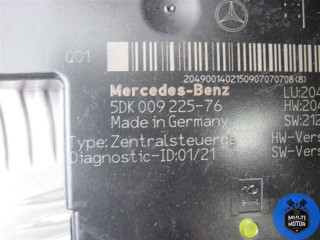 Q01
2049001402150907070708(B)
Mercedes-Benz
LU:204
5DK 009 225-76
HW:204
Made in Germany
SW:212
Type:Zentralsteuerge
HW-Vers
Diagnostic-ID:01/21
SW-Vers
MULTI
MOTOR